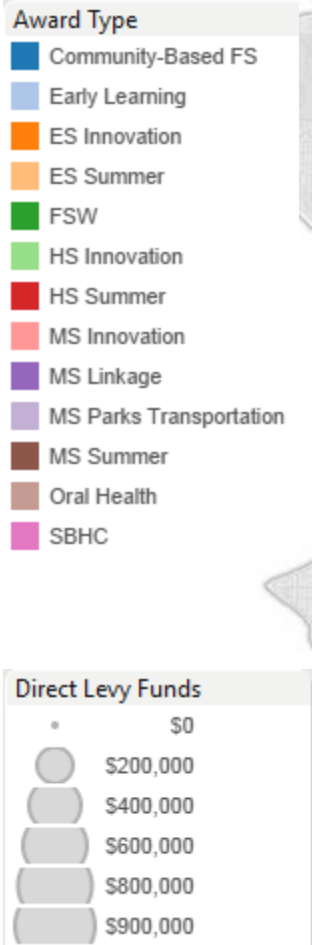 Award Type
Community-Based FS
Early Learning
ES Innovation
ES Summer
FSW
HS Innovation
HS Summer
MS Innovation
MS Linkage
MS Parks Transportation
MS Summer
Oral Health
SBHC
Direct Levy Funds
$0
$200,000
$400,000
$600,000
$800,000
$900,000